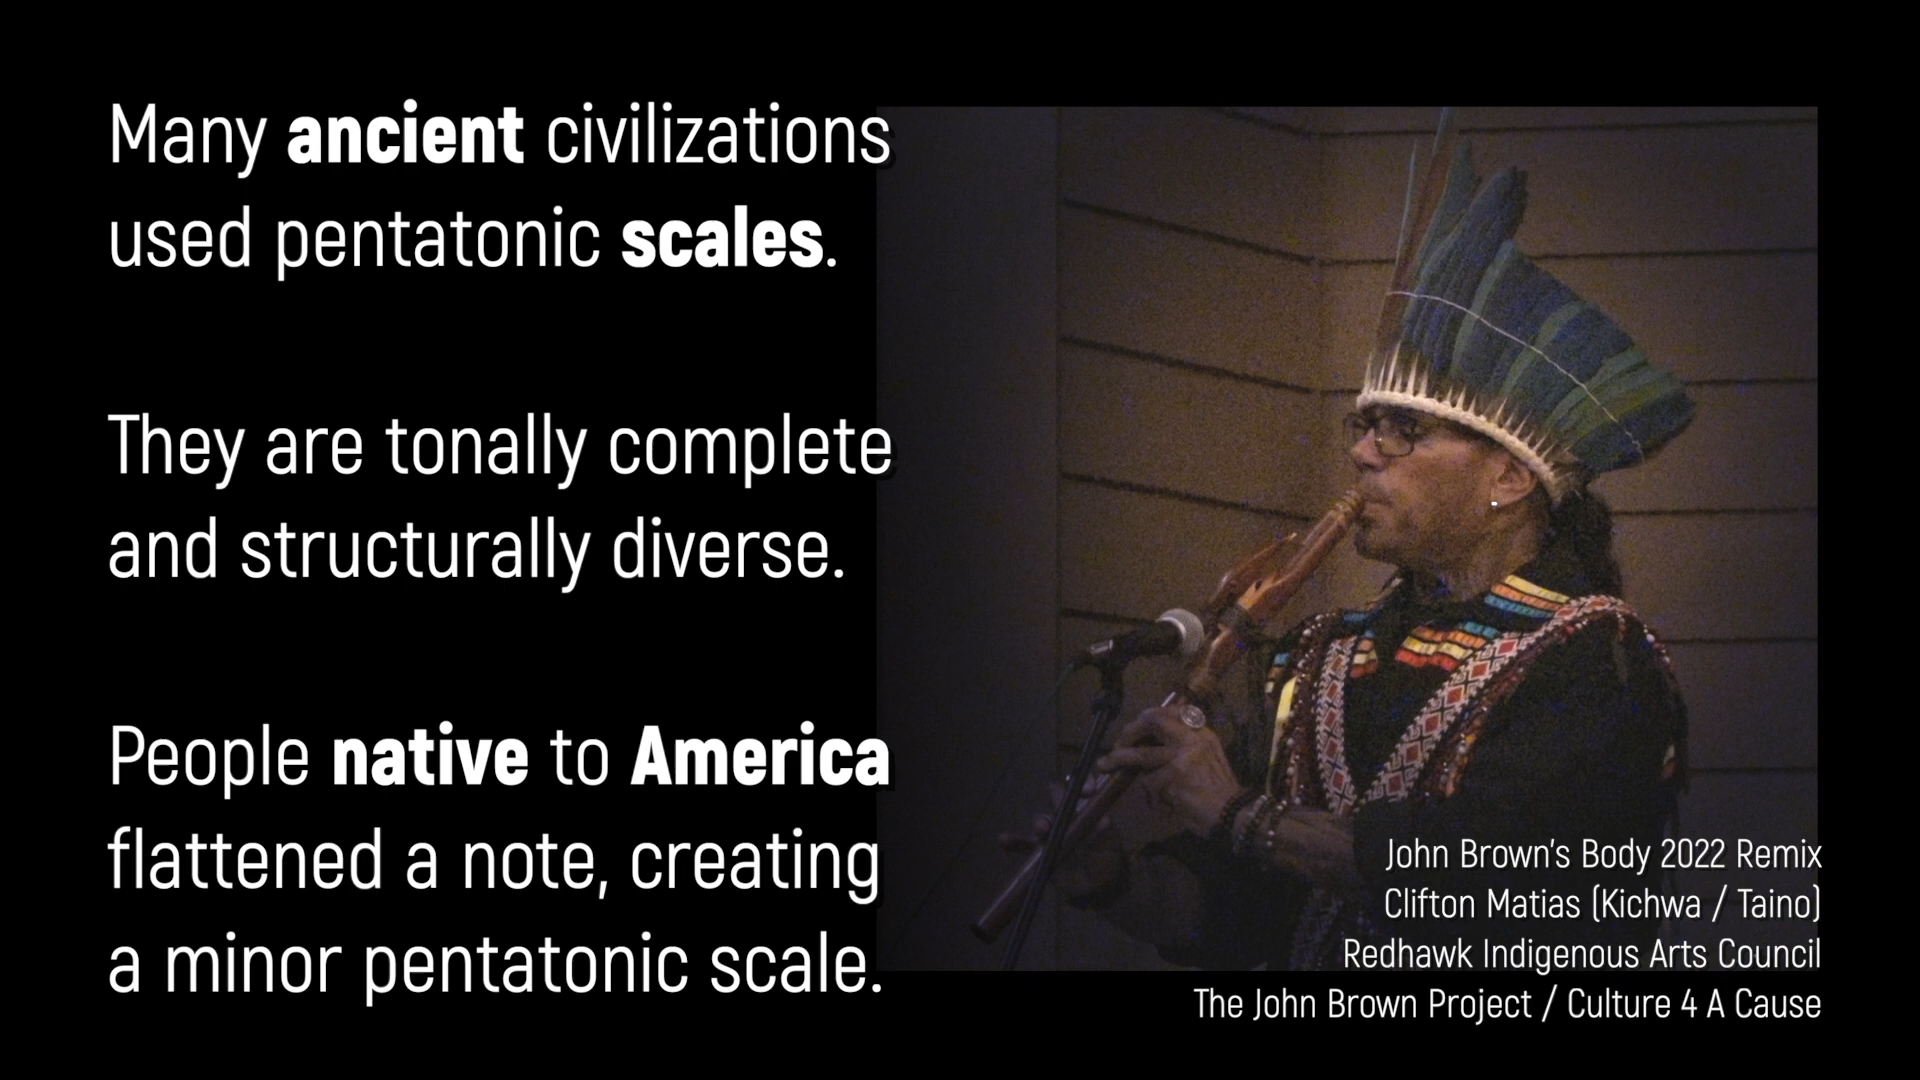 Many ancient civilizations
used pentatonic scales.
They are tonally complete
and structurally diverse.
People native to America
flattened a note, creating
a minor pentatonic scale.
John Brown's Body 2022 Remix
Clifton Matias (Kichwa / Taino)
Redhawk Indigenous Arts Council
The John Brown Project / Culture 4 A Cause